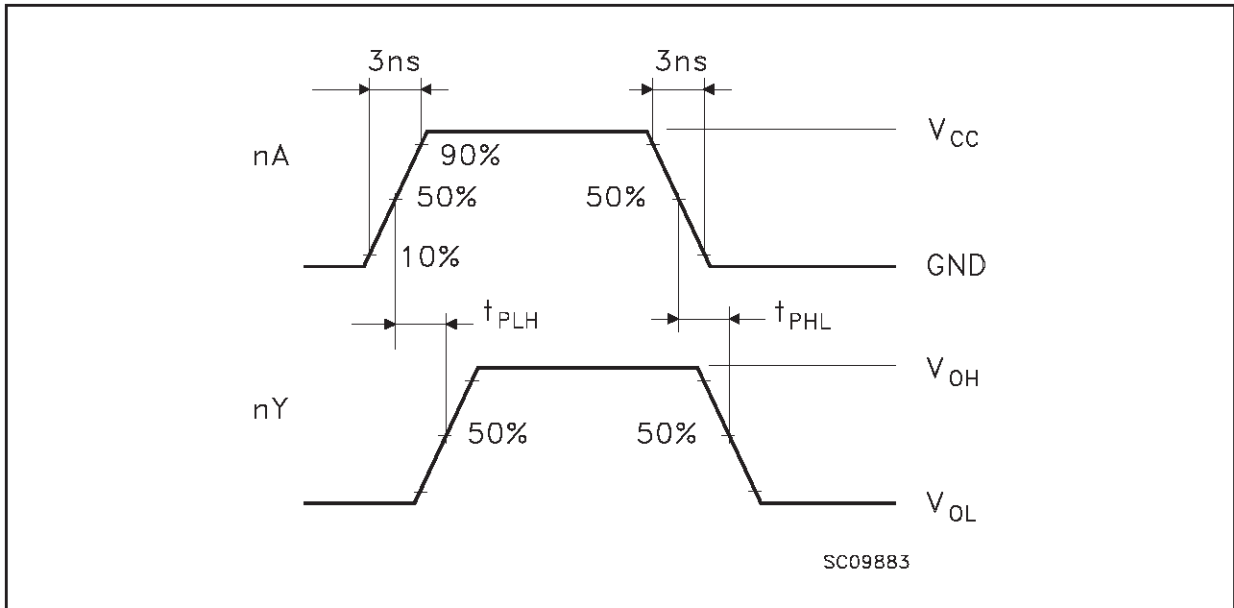 3ns 3ns
V_CC
nA 90%
50% 50%
10% GND
t_PLH t_PHL
V_OH
nY 50% 50%
V_OL
SC09883